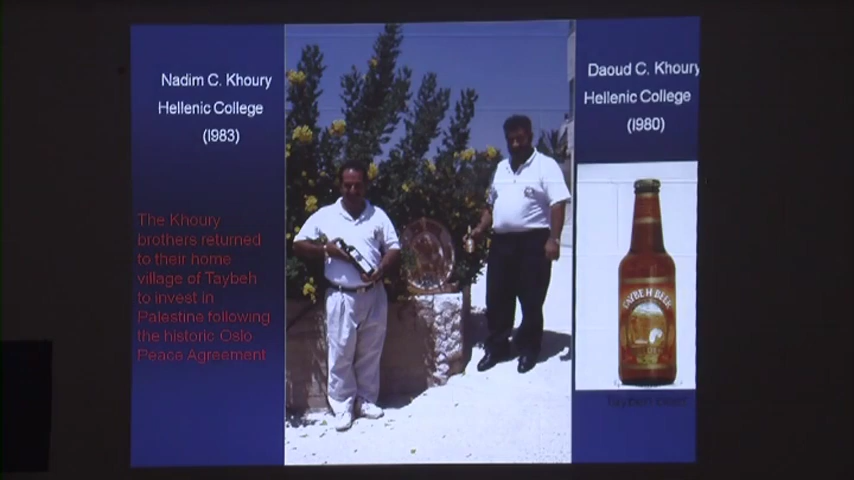 Nadim C. Khoury
Hellenic College
(1983)
The Khoury
brothers returned
to their home
village of Taybeh
to invest in
Palestine following
the historic Oslo
Peace Agreement
Daoud C. Khoury
Hellenic College
(1980)
TAYBEH BEER